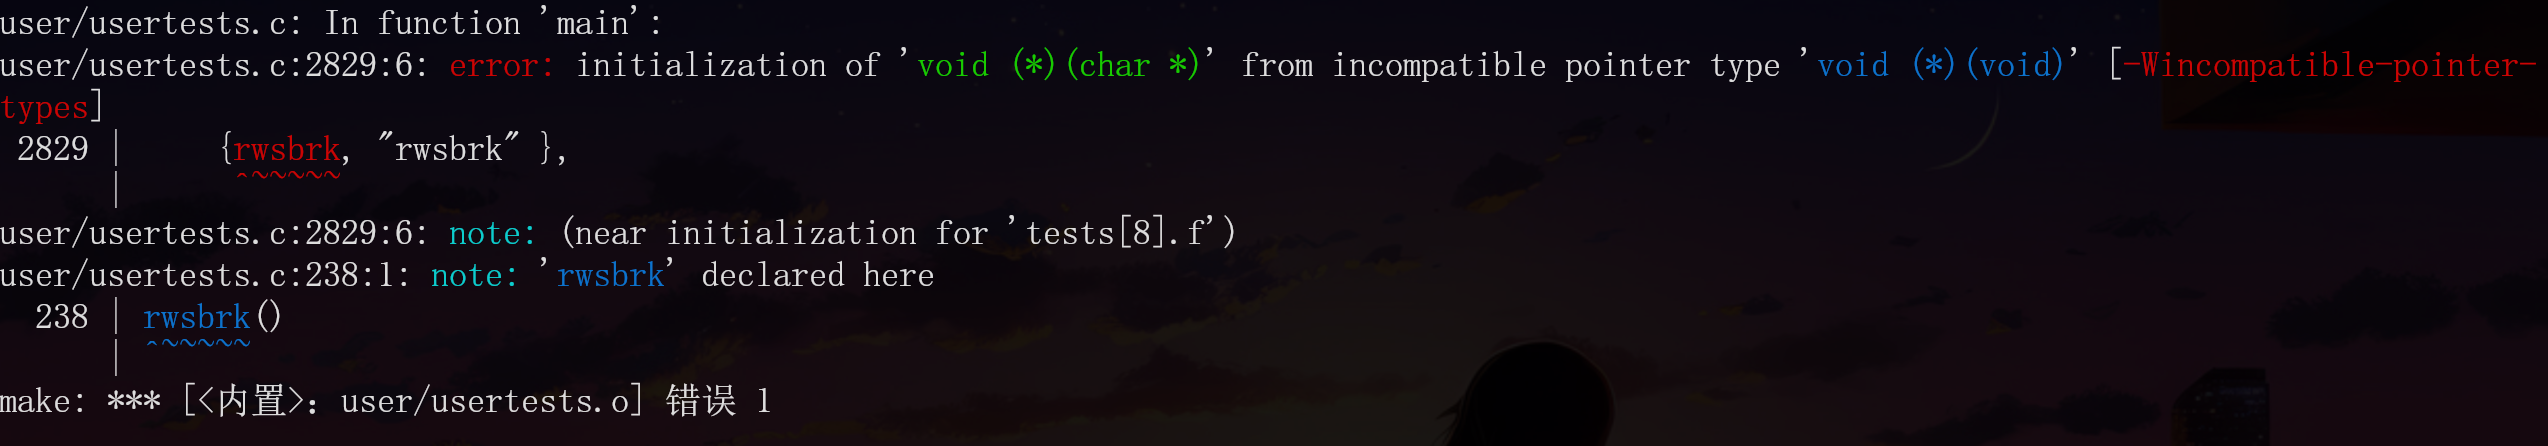 user/usertests.c: In function 'main':
user/usertests.c:2829:6: error: initialization of 'void (*)(char *)' from incompatible pointer type 'void (*)(void)' [-Wincompatible-pointer-
types]
 2829 |     {rwsbrk, "rwsbrk" },
      |      ^~~~~~
user/usertests.c:2829:6: note: (near initialization for 'tests[8].f')
user/usertests.c:238:1: note: 'rwsbrk' declared here
  238 | rwsbrk()
      | ^~~~~~
make: *** [<内置>：user/usertests.o] 错误 1